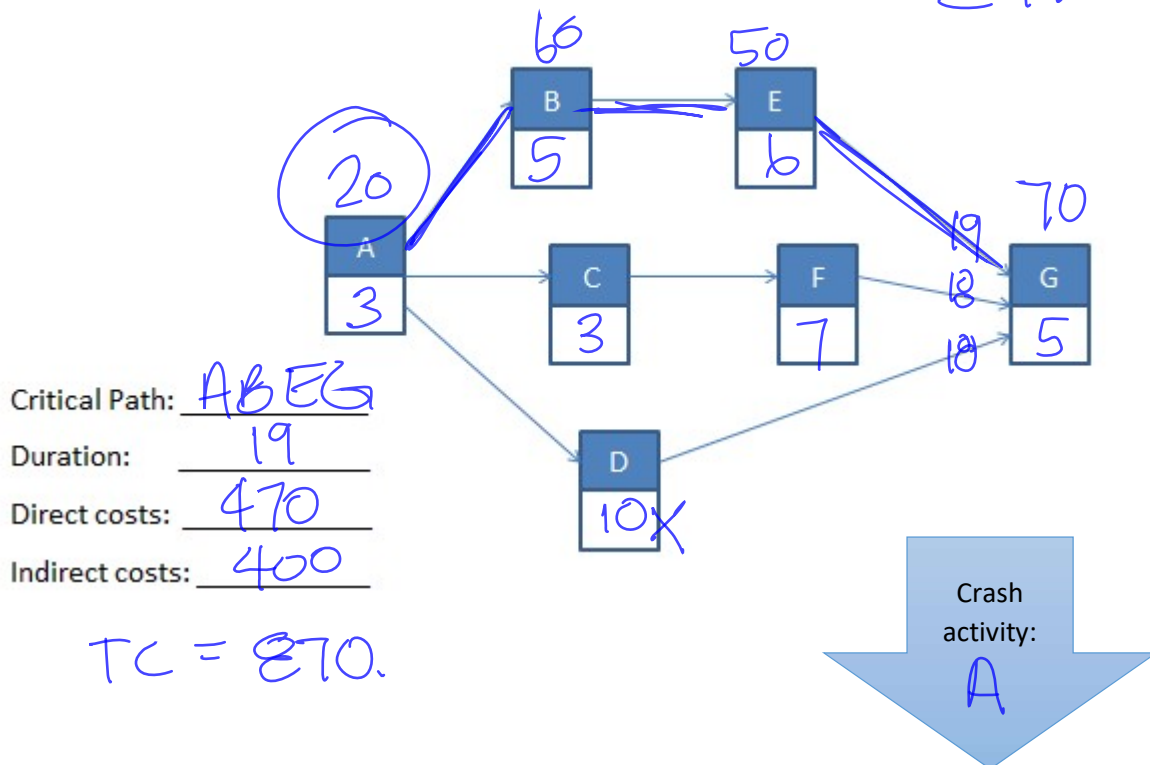 60
50
B
E
5
6
20
70
A
19
C
F
18
G
3
3
7
18
5
Critical Path: ABEG
Duration: 19
D
Direct costs: 470
10X
Indirect costs: 400
Crash
activity:
TC = 870.
A